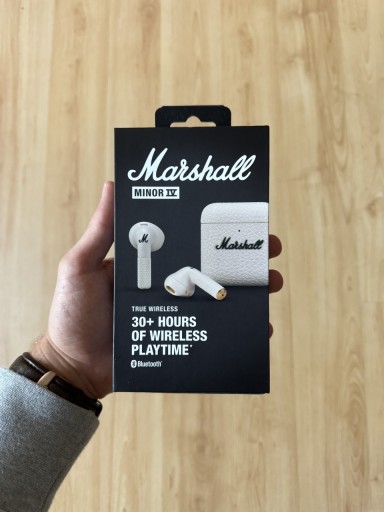 Marshall
MINOR IV
M
Marshall
TRUE WIRELESS
30+ HOURS
OF WIRELESS
PLAYTIME*
Bluetooth®